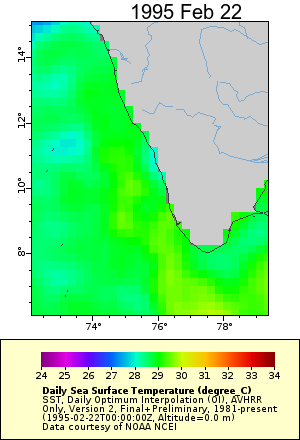 1995 Feb 22
14°
12°
10°
8°
74° 76° 78°
24 25 26 27 28 29 30 31 32 33 34
Daily Sea Surface Temperature (degree_C)
SST, Daily Optimum Interpolation (OI), AVHRR
Only, Version 2, Final+Preliminary, 1981-present
(1995-02-22T00:00:00Z, Altitude=0.0 m)
Data courtesy of NOAA NCEI